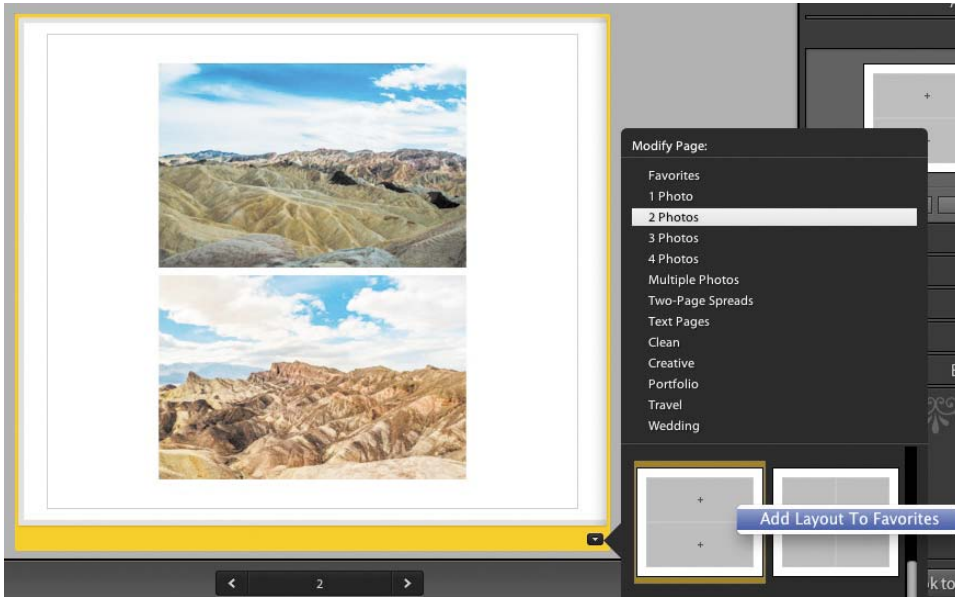 Modify Page:
Favorites
1 Photo
2 Photos
3 Photos
4 Photos
Multiple Photos
Two-Page Spreads
Text Pages
Clean
Creative
Portfolio
Travel
Wedding
Add Layout To Favorites
2
k to